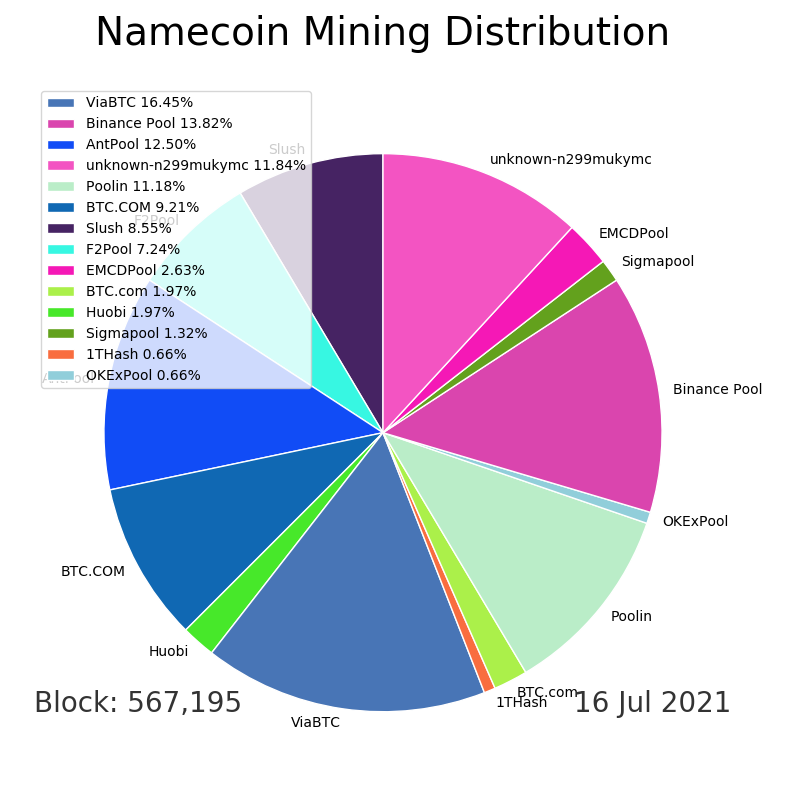 Namecoin Mining Distribution
ViaBTC 16.45%
Binance Pool 13.82%
AntPool 12.50%
unknown-n299mukymc 11.84%
Poolin 11.18%
BTC.COM 9.21%
Slush 8.55%
F2Pool 7.24%
EMCDPool 2.63%
BTC.com 1.97%
Huobi 1.97%
Sigmapool 1.32%
1THash 0.66%
OKExPool 0.66%
Slush
unknown-n299mukymc
F2Pool
EMCDPool
Sigmapool
AntPool
Binance Pool
OKExPool
BTC.COM
Poolin
Huobi
BTC.com
1THash
ViaBTC
Block: 567,195
16 Jul 2021